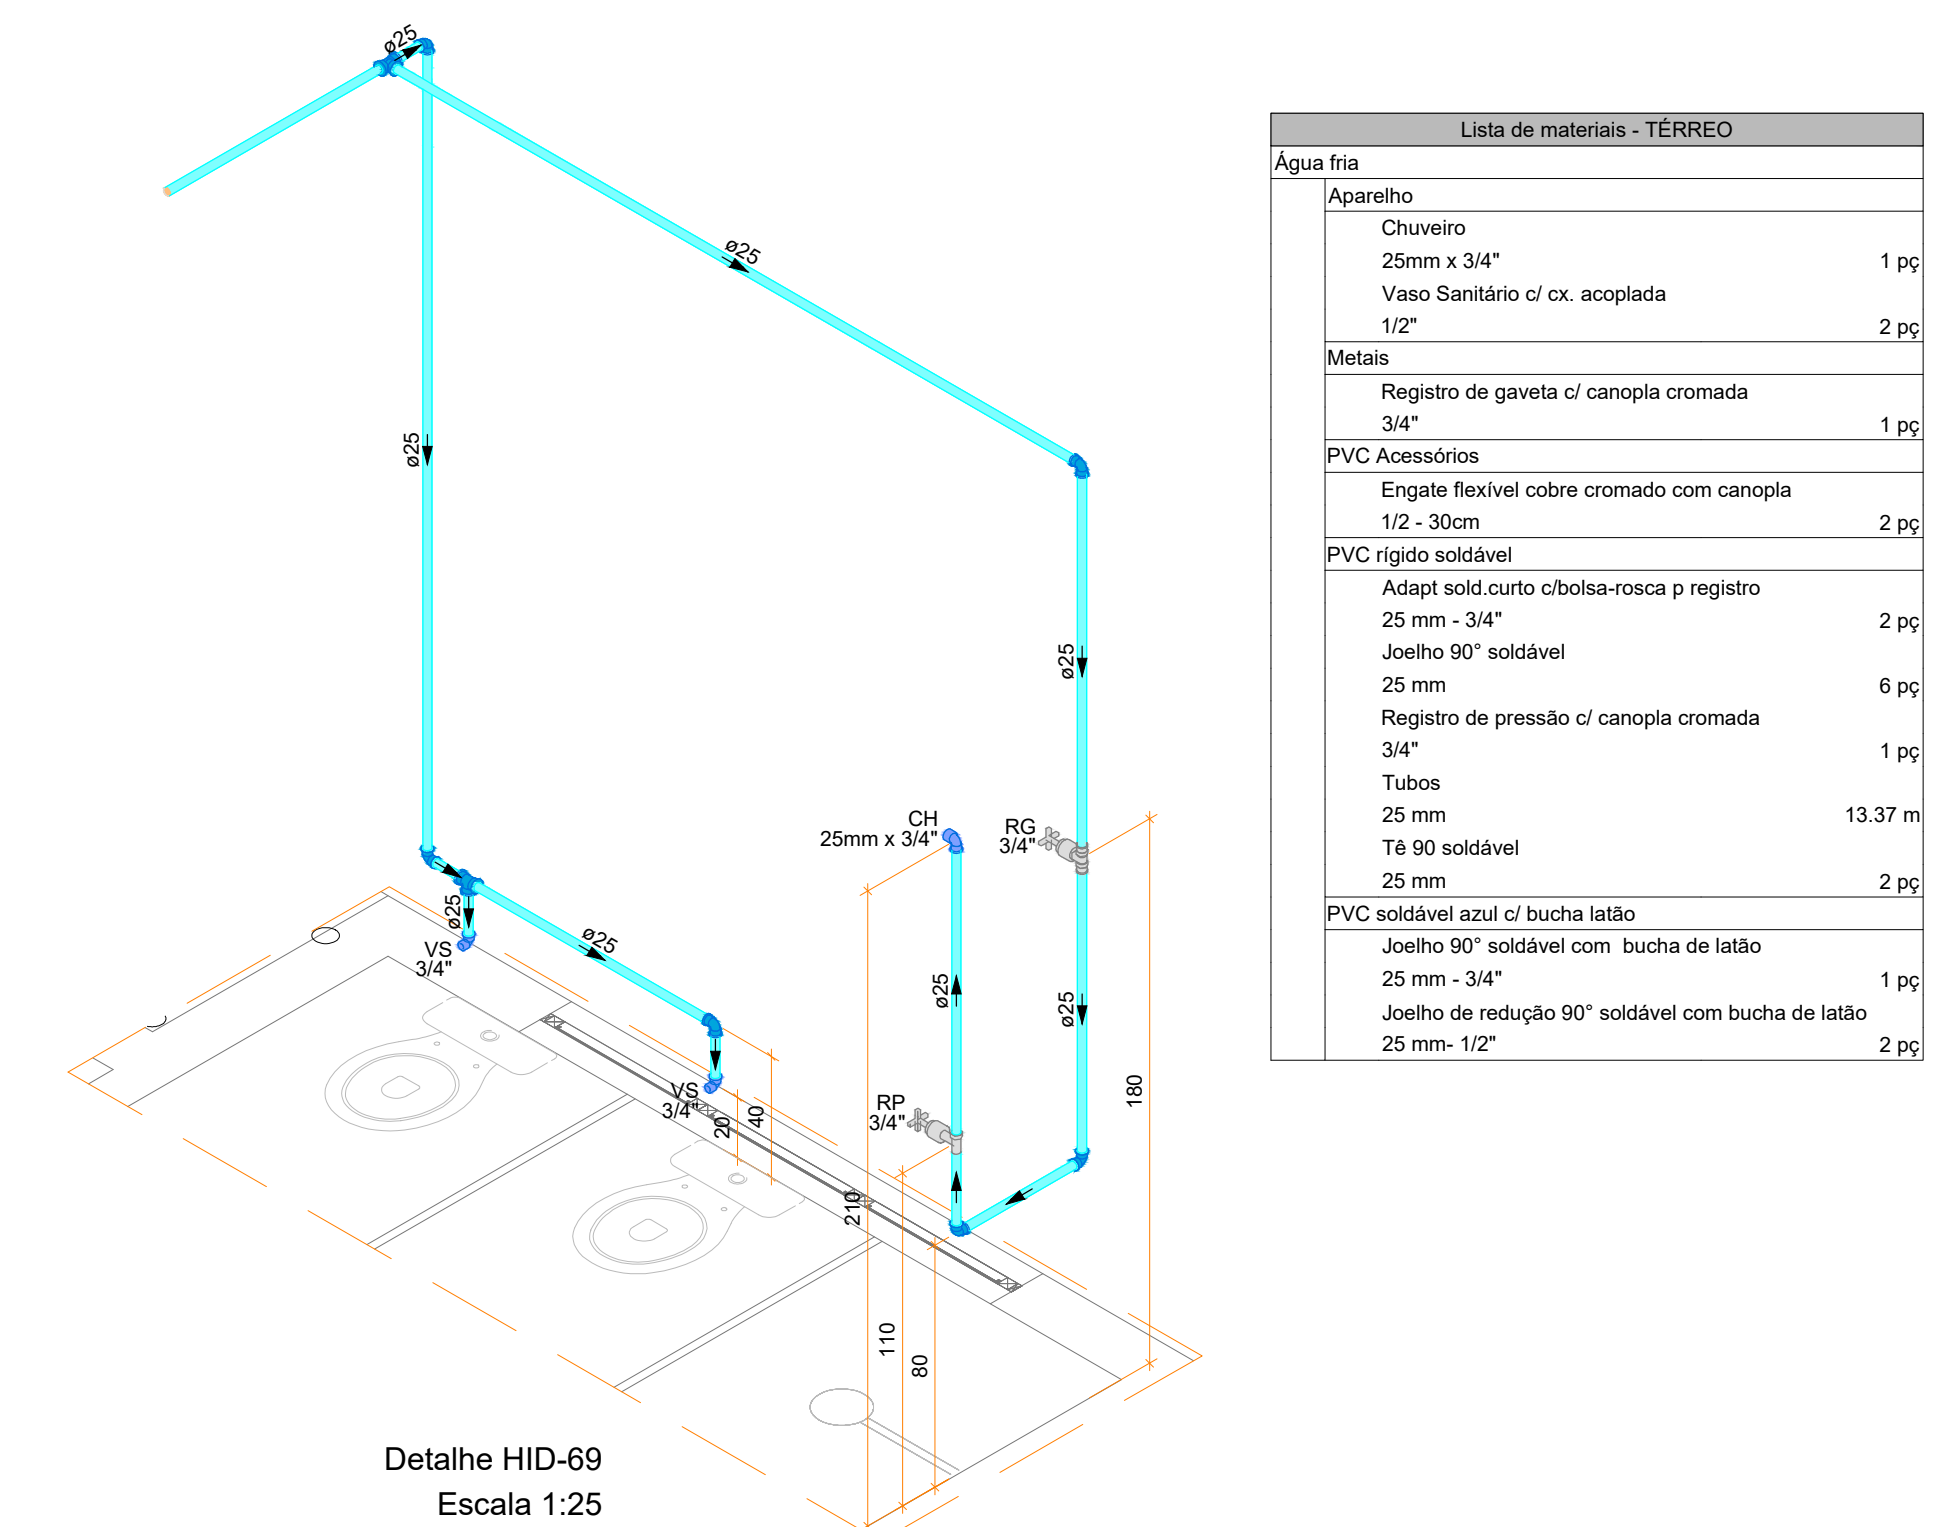 ø25
ø25
ø25
ø25
CH
25mm x 3/4"
RG
3/4"
ø25
VS
3/4"
ø25
ø25
ø25
VS
3/4"
20
40
RP
3/4"
180
210
110
80
Detalhe HID-69
Escala 1:25
Lista de materiais - TÉRREO
Água fria
Aparelho
Chuveiro
25mm x 3/4" 1 pç
Vaso Sanitário c/ cx. acoplada
1/2" 2 pç
Metais
Registro de gaveta c/ canopla cromada
3/4" 1 pç
PVC Acessórios
Engate flexível cobre cromado com canopla
1/2 - 30cm 2 pç
PVC rígido soldável
Adapt sold.curto c/bolsa-rosca p registro
25 mm - 3/4" 2 pç
Joelho 90° soldável
25 mm 6 pç
Registro de pressão c/ canopla cromada
3/4" 1 pç
Tubos
25 mm 13.37 m
Tê 90 soldável
25 mm 2 pç
PVC soldável azul c/ bucha latão
Joelho 90° soldável com  bucha de latão
25 mm - 3/4" 1 pç
Joelho de redução 90° soldável com bucha de latão
25 mm- 1/2" 2 pç